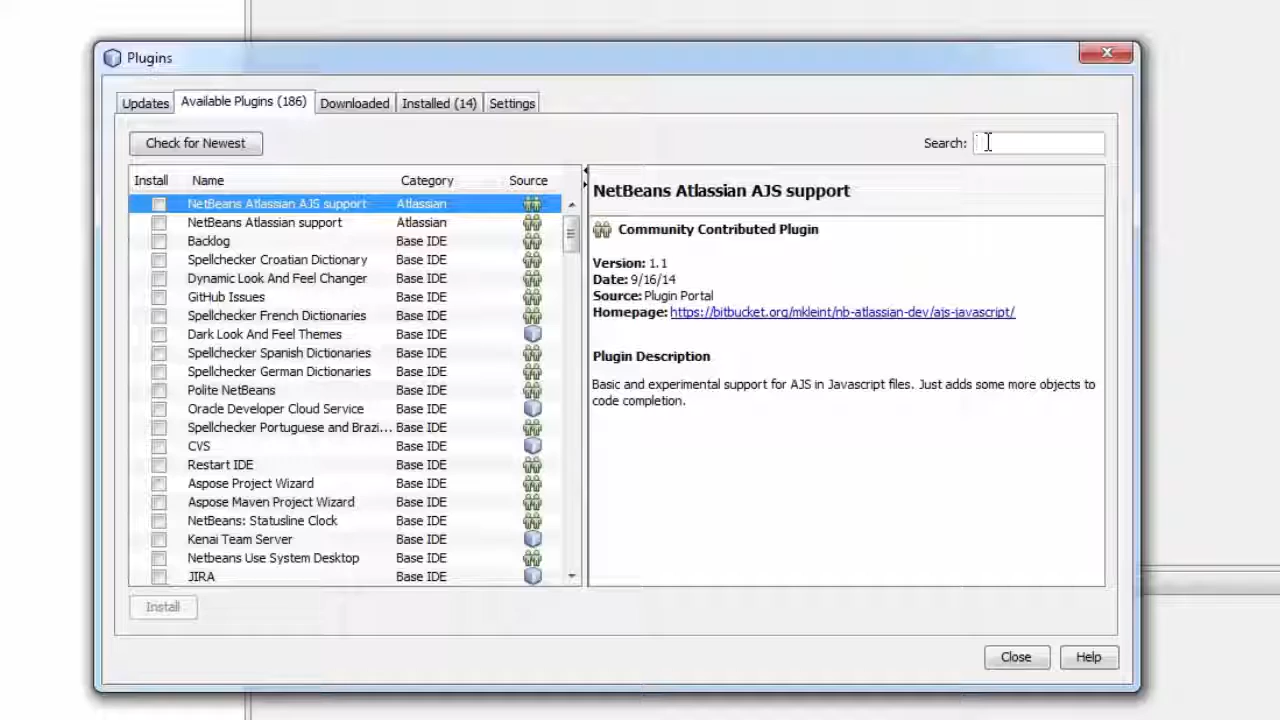 Plugins
Updates Available Plugins (186) Downloaded Installed (14) Settings
Check for Newest Search:
Install Name Category Source
NetBeans Atlassian AJS support Atlassian
NetBeans Atlassian support Atlassian
Backlog Base IDE
Spellchecker Croatian Dictionary Base IDE
Dynamic Look And Feel Changer Base IDE
GitHub Issues Base IDE
Spellchecker French Dictionaries Base IDE
Dark Look And Feel Themes Base IDE
Spellchecker Spanish Dictionaries Base IDE
Spellchecker German Dictionaries Base IDE
Polite NetBeans Base IDE
Oracle Developer Cloud Service Base IDE
Spellchecker Portuguese and Brazi... Base IDE
CVS Base IDE
Restart IDE Base IDE
Aspose Project Wizard Base IDE
Aspose Maven Project Wizard Base IDE
NetBeans: Statusline Clock Base IDE
Kenai Team Server Base IDE
Netbeans Use System Desktop Base IDE
JIRA Base IDE
NetBeans Atlassian AJS support
Community Contributed Plugin
Version: 1.1
Date: 9/16/14
Source: Plugin Portal
Homepage: https://bitbucket.org/mkleint/nb-atlassian-dev/ajs-javascript/
Plugin Description
Basic and experimental support for AJS in Javascript files. Just adds some more objects to
code completion.
Install
Close Help